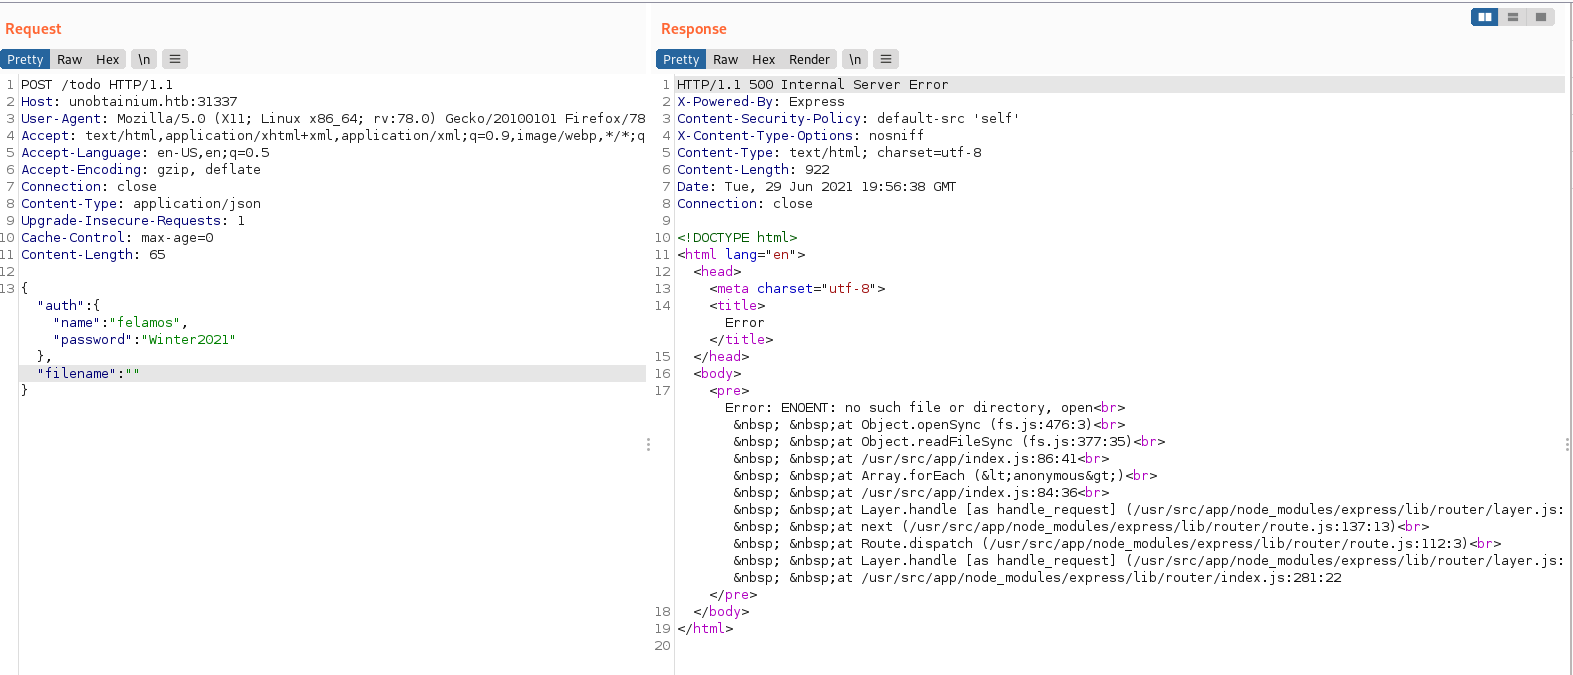 Request
Pretty Raw Hex \n
1 POST /todo HTTP/1.1
2 Host: unobtainium.htb:31337
3 User-Agent: Mozilla/5.0 (X11; Linux x86_64; rv:78.0) Gecko/20100101 Firefox/78
4 Accept: text/html,application/xhtml+xml,application/xml;q=0.9,image/webp,*/*;q
5 Accept-Language: en-US,en;q=0.5
6 Accept-Encoding: gzip, deflate
7 Connection: close
8 Content-Type: application/json
9 Upgrade-Insecure-Requests: 1
10 Cache-Control: max-age=0
11 Content-Length: 65
12
13 {
"auth":{
"name":"felamos",
"password":"Winter2021"
},
"filename":""
}
Response
Pretty Raw Hex Render \n
1 HTTP/1.1 500 Internal Server Error
2 X-Powered-By: Express
3 Content-Security-Policy: default-src 'self'
4 X-Content-Type-Options: nosniff
5 Content-Type: text/html; charset=utf-8
6 Content-Length: 922
7 Date: Tue, 29 Jun 2021 19:56:38 GMT
8 Connection: close
9
10 <!DOCTYPE html>
11 <html lang="en">
12 <head>
13 <meta charset="utf-8">
14 <title>
Error
</title>
15 </head>
16 <body>
17 <pre>
Error: ENOENT: no such file or directory, open<br>
&nbsp; &nbsp;at Object.openSync (fs.js:476:3)<br>
&nbsp; &nbsp;at Object.readFileSync (fs.js:377:35)<br>
&nbsp; &nbsp;at /usr/src/app/index.js:86:41<br>
&nbsp; &nbsp;at Array.forEach (&lt;anonymous&gt;)<br>
&nbsp; &nbsp;at /usr/src/app/index.js:84:36<br>
&nbsp; &nbsp;at Layer.handle [as handle_request] (/usr/src/app/node_modules/express/lib/router/layer.js:
&nbsp; &nbsp;at next (/usr/src/app/node_modules/express/lib/router/route.js:137:13)<br>
&nbsp; &nbsp;at Route.dispatch (/usr/src/app/node_modules/express/lib/router/route.js:112:3)<br>
&nbsp; &nbsp;at Layer.handle [as handle_request] (/usr/src/app/node_modules/express/lib/router/layer.js:
&nbsp; &nbsp;at /usr/src/app/node_modules/express/lib/router/index.js:281:22
</pre>
18 </body>
19 </html>
20